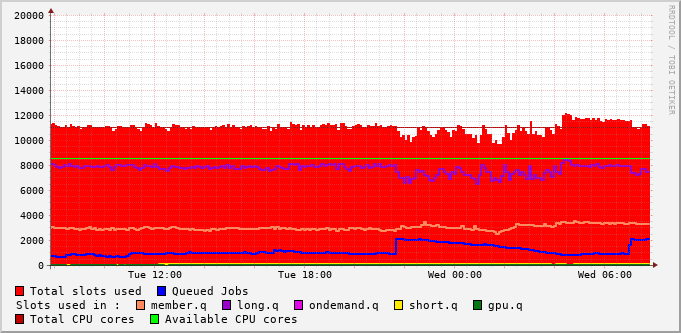 20000
18000
16000
14000
12000
10000
8000
6000
4000
2000
0
Tue 12:00 Tue 18:00 Wed 00:00 Wed 06:00
RRDTOOL / TOBI OETIKER
Total slots used Queued Jobs
Slots used in : member.q long.q ondemand.q short.q gpu.q
Total CPU cores Available CPU cores